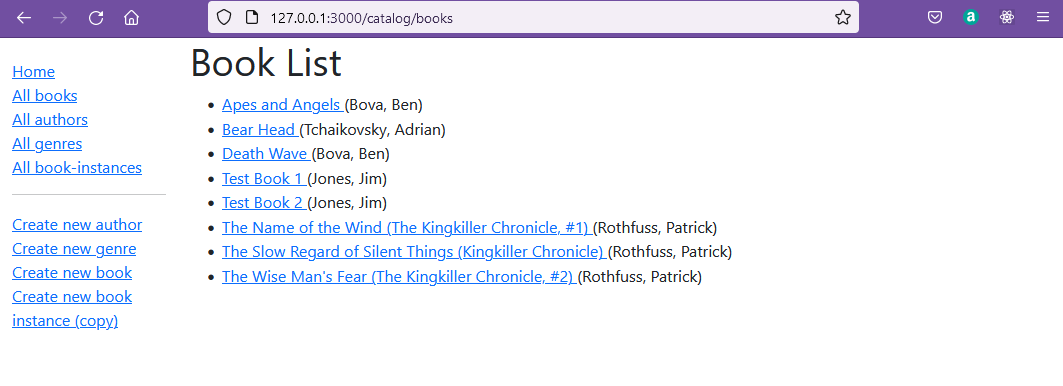 127.0.0.1:3000/catalog/books
a
Home
All books
All authors
All genres
All book-instances
Create new author
Create new genre
Create new book
Create new book
instance (copy)
Book List
Apes and Angels (Bova, Ben)
Bear Head (Tchaikovsky, Adrian)
Death Wave (Bova, Ben)
Test Book 1 (Jones, Jim)
Test Book 2 (Jones, Jim)
The Name of the Wind (The Kingkiller Chronicle, #1) (Rothfuss, Patrick)
The Slow Regard of Silent Things (Kingkiller Chronicle) (Rothfuss, Patrick)
The Wise Man's Fear (The Kingkiller Chronicle, #2) (Rothfuss, Patrick)